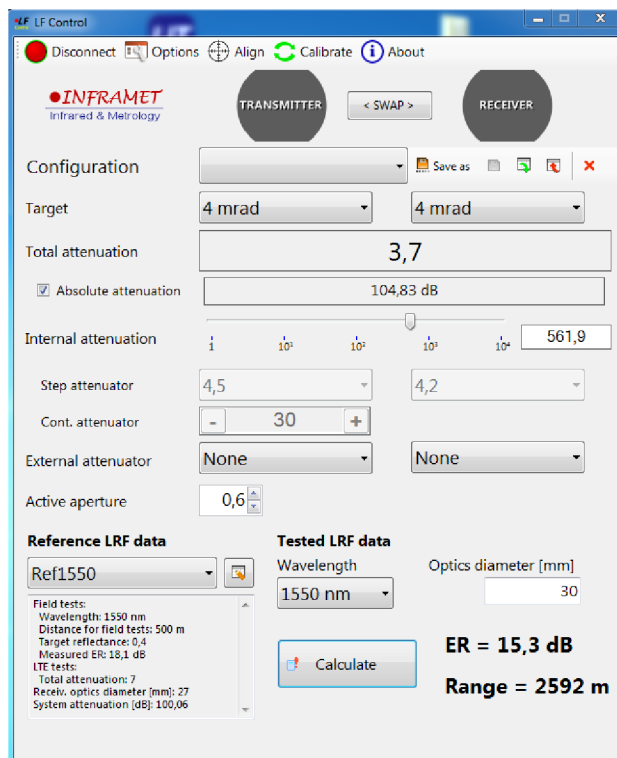 LF LF Control
Disconnect Options Align Calibrate About
INFRAMET
Infrared & Metrology
TRANSMITTER < SWAP > RECEIVER
Configuration Save as
Target 4 mrad 4 mrad
Total attenuation 3,7
Absolute attenuation 104,83 dB
Internal attenuation 1 10¹ 10² 10³ 10⁴ 561,9
Step attenuator 4,5 4,2
Cont. attenuator - 30 +
External attenuator None None
Active aperture 0,6
Reference LRF data Tested LRF data
Wavelength Optics diameter [mm]
Ref1550 1550 nm 30
Field tests:
Wavelength: 1550 nm
Distance for field tests: 500 m
Target reflectance: 0,4
Measured ER: 18,1 dB
LTE tests:
Total attenuation: 7
Receiv. optics diameter [mm]: 27
System attenuation [dB]: 100,06
Calculate
ER = 15,3 dB
Range = 2592 m